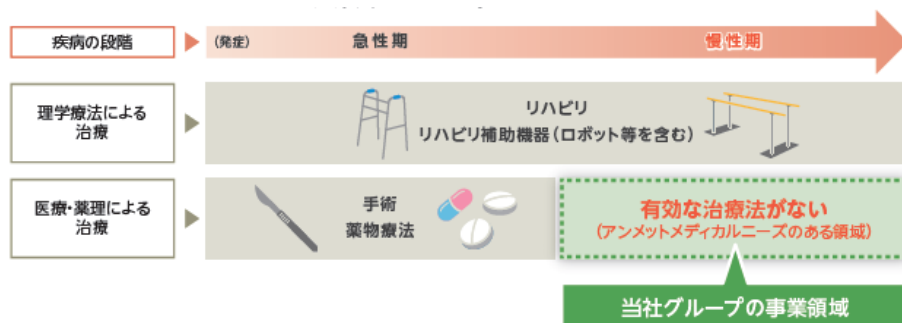 疾病の段階
(発症)
急性期
慢性期
理学療法による
治療
リハビリ
リハビリ補助機器(ロボット等を含む)
医療・薬理による
治療
手術
薬物療法
有効な治療法がない
(アンメットメディカルニーズのある領域)
当社グループの事業領域